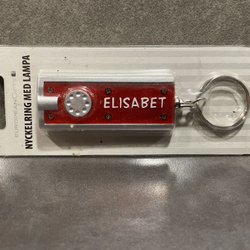 NYCKELRING MED LAMPA
ELISABET